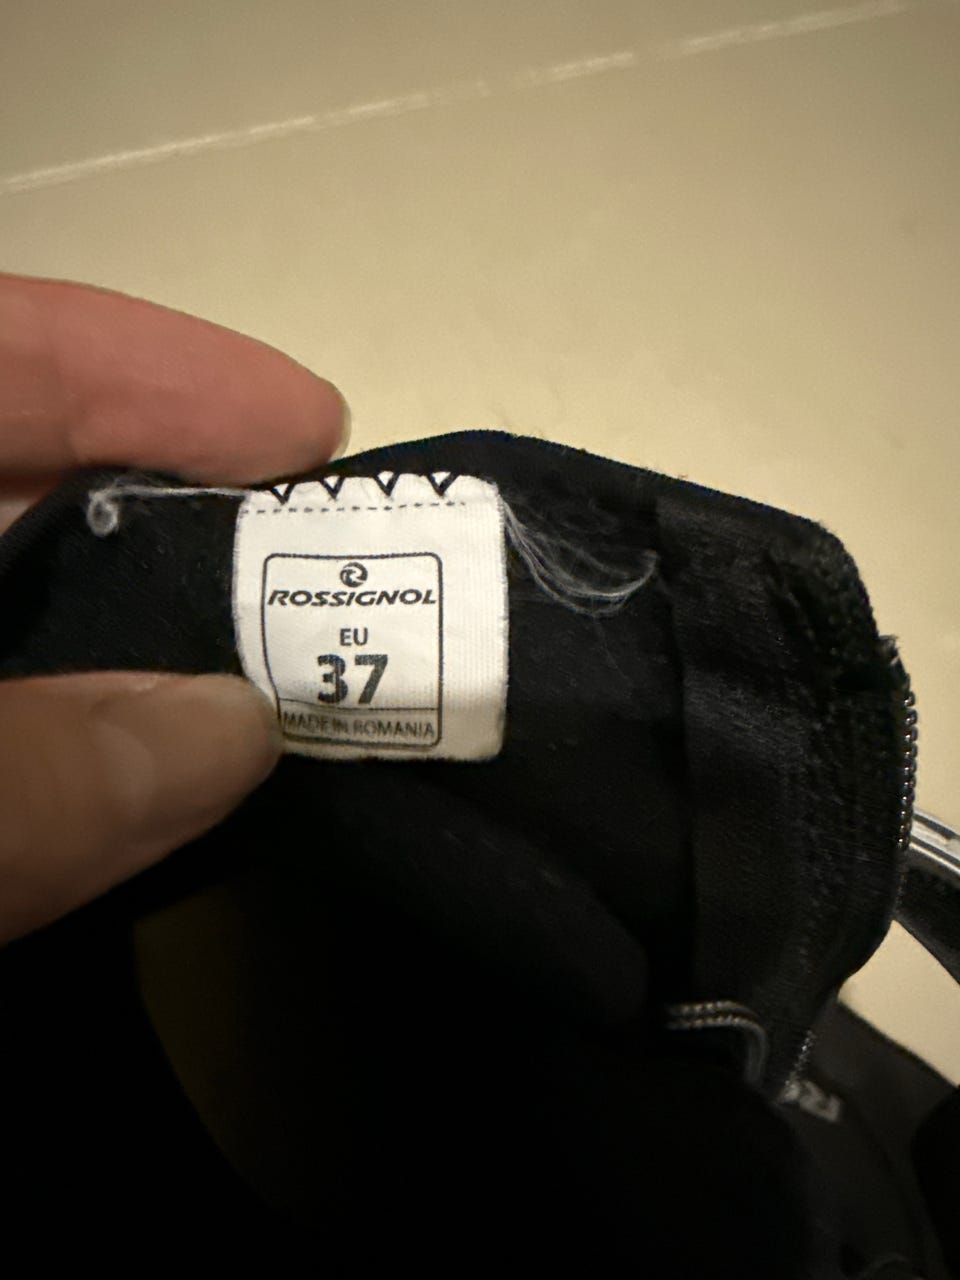 ROSSIGNOL
EU
37
MADE IN ROMANIA